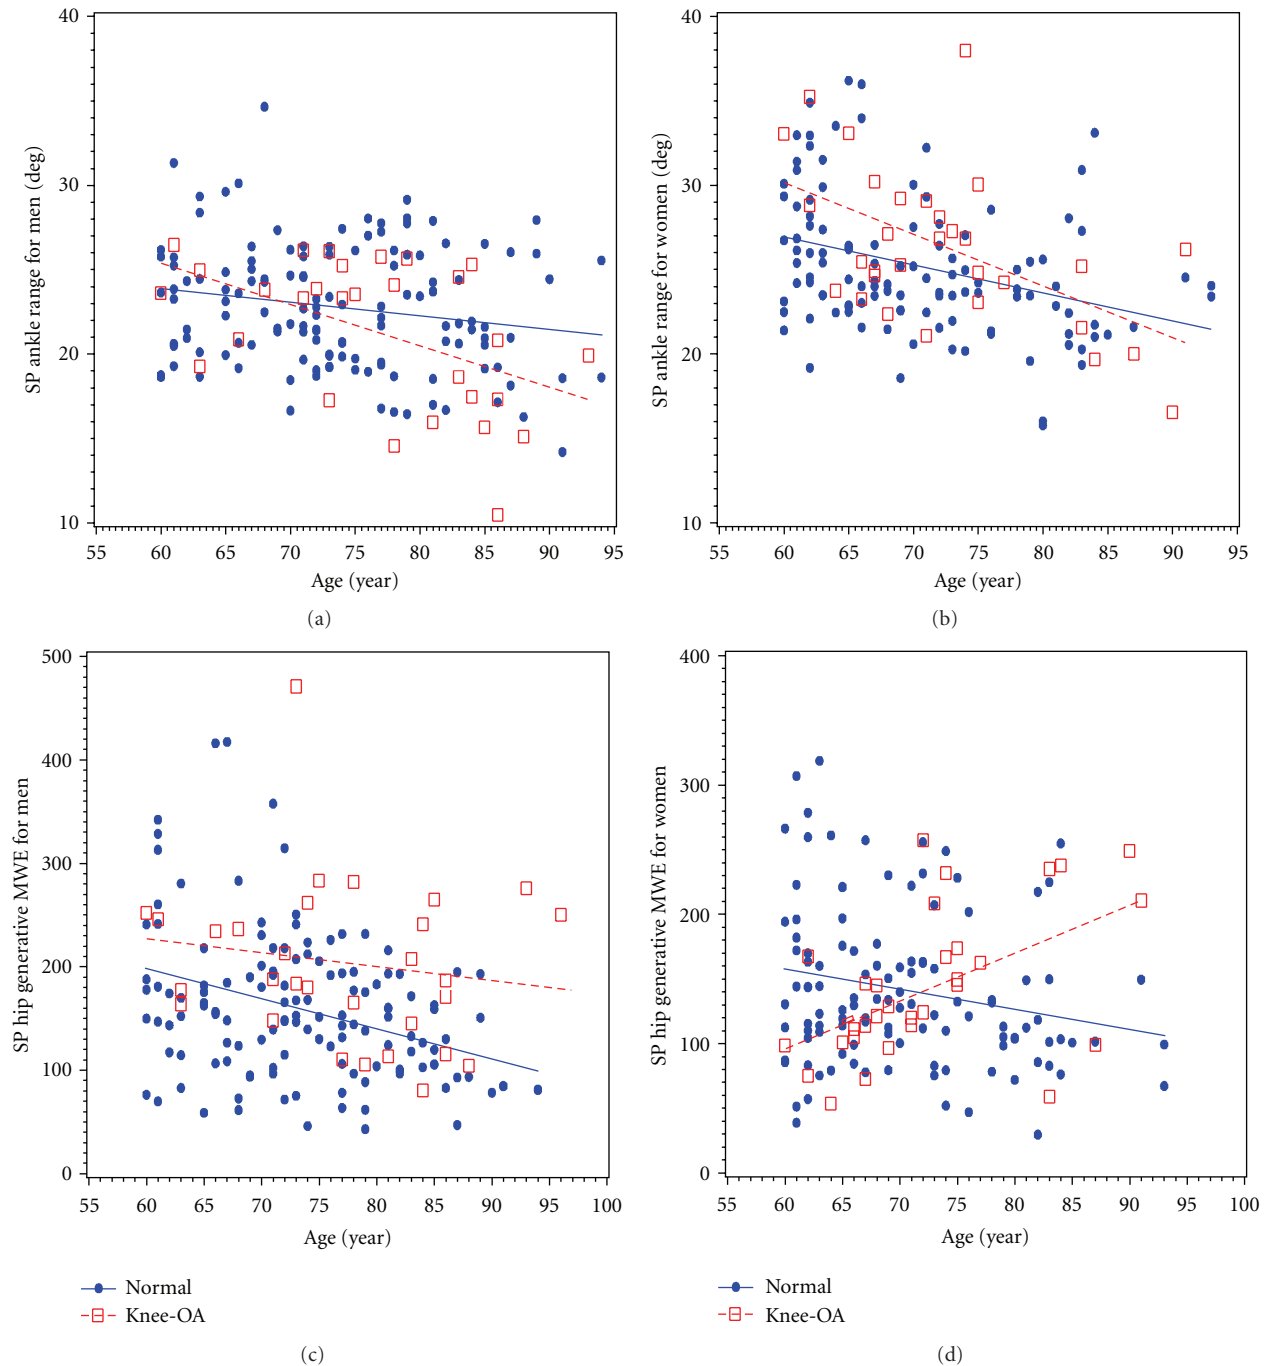 40
30
20
10
SP ankle range for men (deg)
55 60 65 70 75 80 85 90 95
Age (year)
(a)
40
30
20
10
SP ankle range for women (deg)
55 60 65 70 75 80 85 90 95
Age (year)
(b)
500
400
300
200
100
0
SP hip generative MWE for men
55 60 65 70 75 80 85 90 95 100
Age (year)
Normal
Knee-OA
(c)
400
300
200
100
0
SP hip generative MWE for women
55 60 65 70 75 80 85 90 95 100
Age (year)
Normal
Knee-OA
(d)